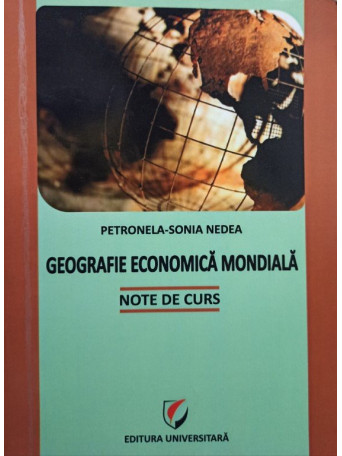 PETRONELA-SONIA NEDEA
GEOGRAFIE ECONOMICĂ MONDIALĂ
NOTE DE CURS
EDITURA UNIVERSITARĂ